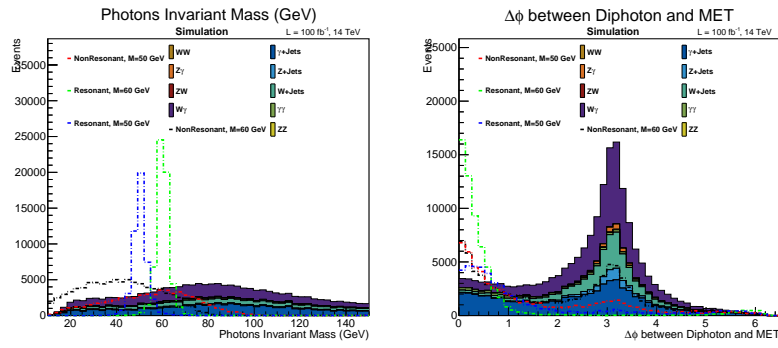 Photons Invariant Mass (GeV)
Simulation
L = 100 fb⁻¹, 14 TeV
Events
NonResonant, M=50 GeV
Resonant, M=60 GeV
Resonant, M=50 GeV
NonResonant, M=60 GeV
WW
Zγ
ZW
Wγ
γ+Jets
Z+Jets
W+Jets
γγ
ZZ
35000
30000
25000
20000
15000
10000
5000
0
20 40 60 80 100 120 140
Photons Invariant Mass (GeV)
Δϕ between Diphoton and MET
Simulation
L = 100 fb⁻¹, 14 TeV
Events
NonResonant, M=50 GeV
Resonant, M=60 GeV
Resonant, M=50 GeV
NonResonant, M=60 GeV
WW
Zγ
ZW
Wγ
γ+Jets
Z+Jets
W+Jets
γγ
ZZ
25000
20000
15000
10000
5000
0
0 1 2 3 4 5 6
Δϕ between Diphoton and MET